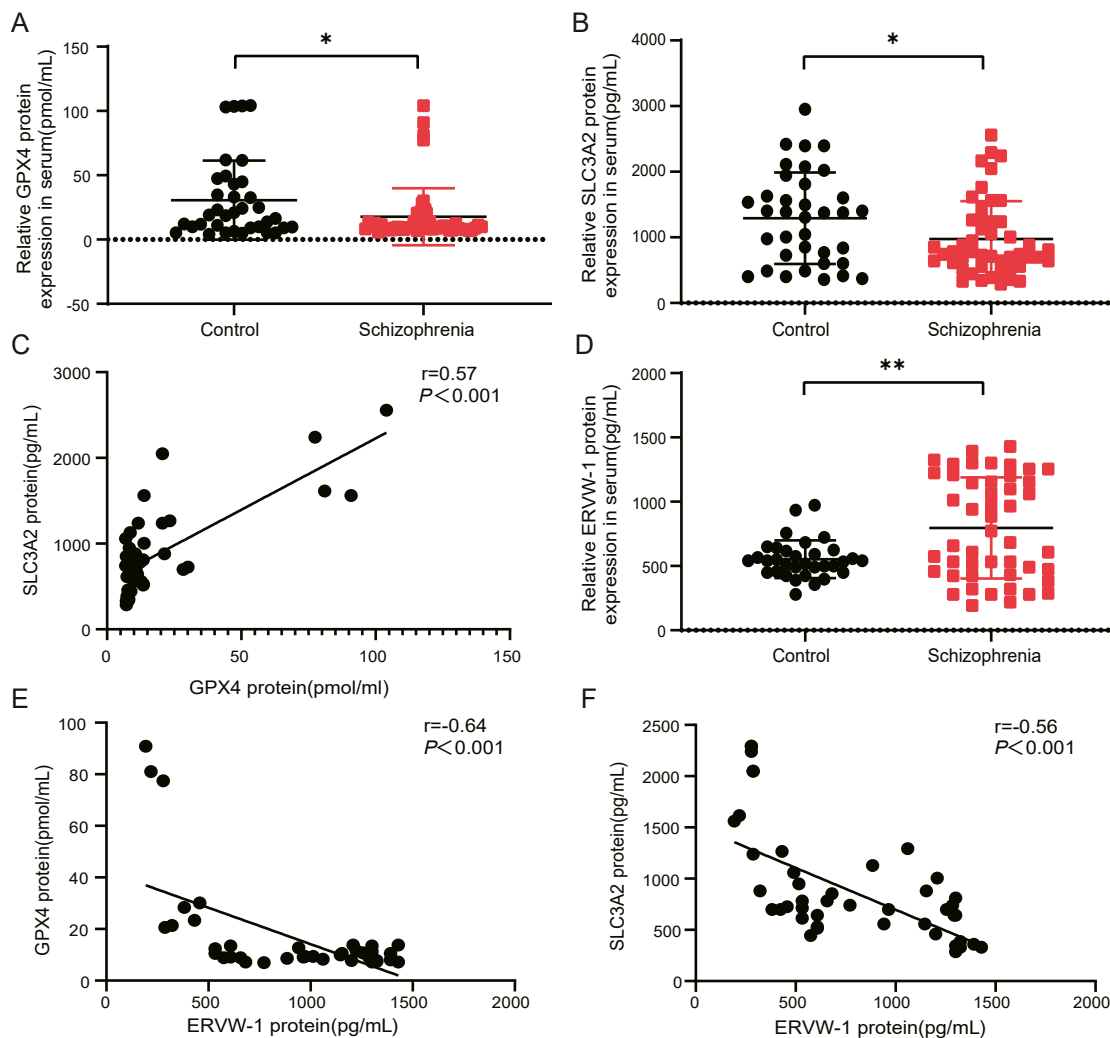 A
Relative GPX4 protein
expression in serum(pmol/mL)
150
100
50
0
-50
*
Control
Schizophrenia
B
Relative SLC3A2 protein
expression in serum(pg/mL)
4000
3000
2000
1000
0
*
Control
Schizophrenia
C
SLC3A2 protein(pg/mL)
3000
2000
1000
0
r=0.57
P<0.001
0
50
100
150
GPX4 protein(pmol/ml)
D
Relative ERVW-1 protein
expression in serum(pg/mL)
2000
1500
1000
500
0
**
Control
Schizophrenia
E
GPX4 protein(pmol/mL)
100
80
60
40
20
0
r=-0.64
P<0.001
0
500
1000
1500
2000
ERVW-1 protein(pg/mL)
F
SLC3A2 protein(pg/mL)
2500
2000
1500
1000
500
0
r=-0.56
P<0.001
0
500
1000
1500
2000
ERVW-1 protein(pg/mL)